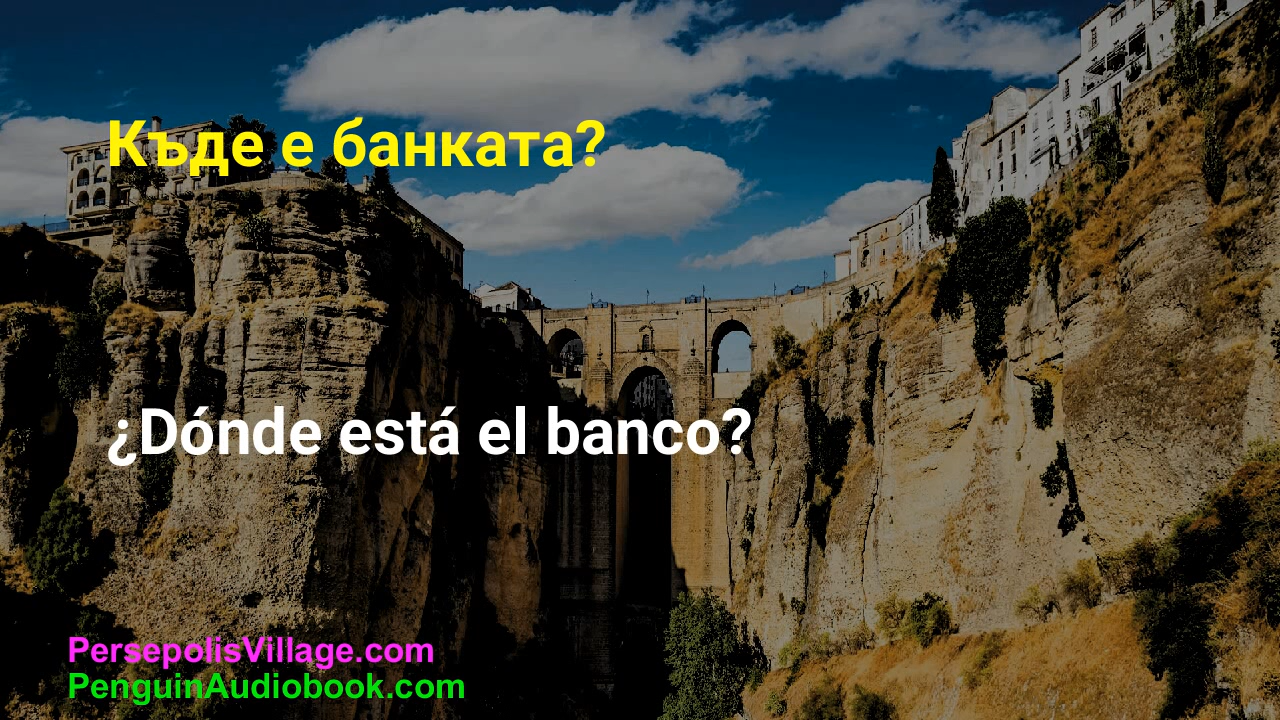 Къде е банката?
¿Dónde está el banco?
PersepolisVillage.com
PenguinAudiobook.com